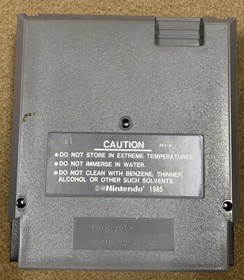 CAUTION
•DO NOT STORE IN EXTREME TEMPERATURES.
•DO NOT IMMERSE IN WATER.
•DO NOT CLEAN WITH BENZENE, THINNER,
ALCOHOL OR OTHER SUCH SOLVENTS.
©®Nintendo® 1985